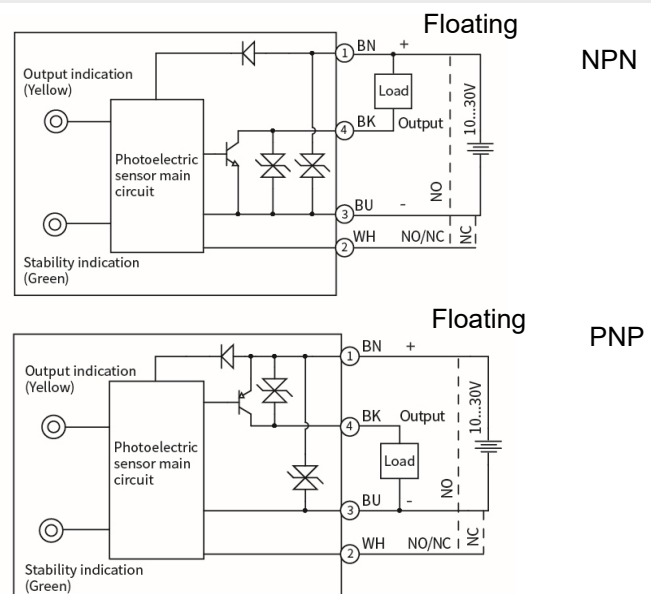 Floating
NPN
1 BN +
Output indication
(Yellow)
Load
10...30V
4 BK Output
Photoelectric
sensor main
circuit
NO
3 BU -
2 WH NO/NC NC
Stability indication
(Green)
Floating
PNP
1 BN +
Output indication
(Yellow)
10...30V
4 BK Output
Photoelectric
sensor main
circuit
Load
NO
3 BU -
2 WH NO/NC NC
Stability indication
(Green)